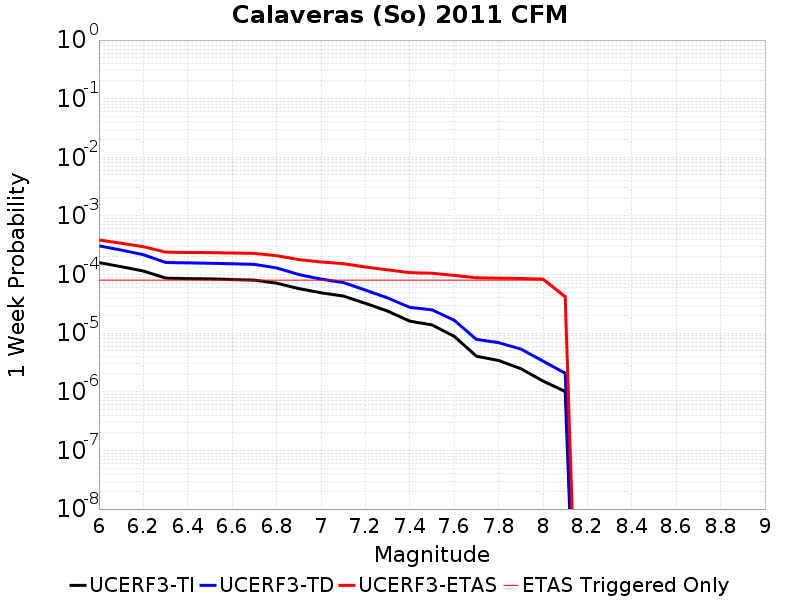 Calaveras (So) 2011 CFM
1 Week Probability
10^0
10^-1
10^-2
10^-3
10^-4
10^-5
10^-6
10^-7
10^-8
6 6.2 6.4 6.6 6.8 7 7.2 7.4 7.6 7.8 8 8.2 8.4 8.6 8.8 9
Magnitude
UCERF3-TI UCERF3-TD UCERF3-ETAS ETAS Triggered Only